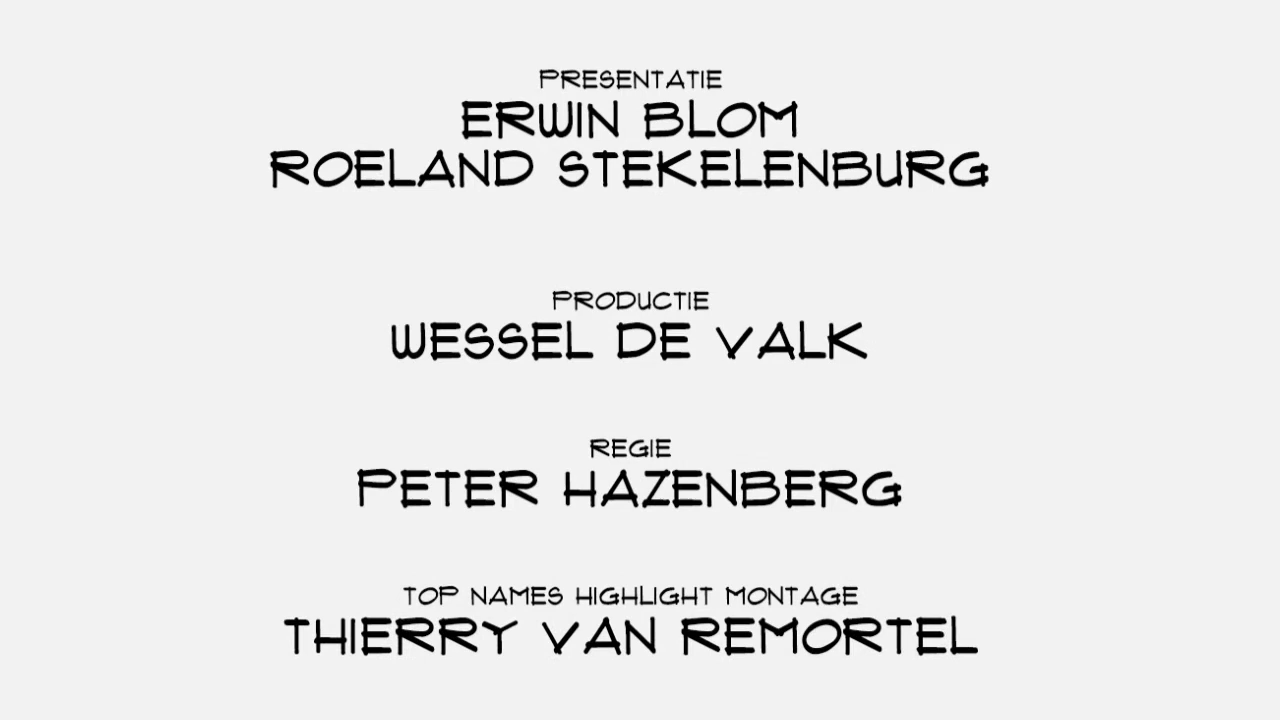 PRESENTATIE
ERWIN BLOM
ROELAND STEKELENBURG
PRODUCTIE
WESSEL DE VALK
REGIE
PETER HAZENBERG
TOP NAMES HIGHLIGHT MONTAGE
THIERRY VAN REMORTEL